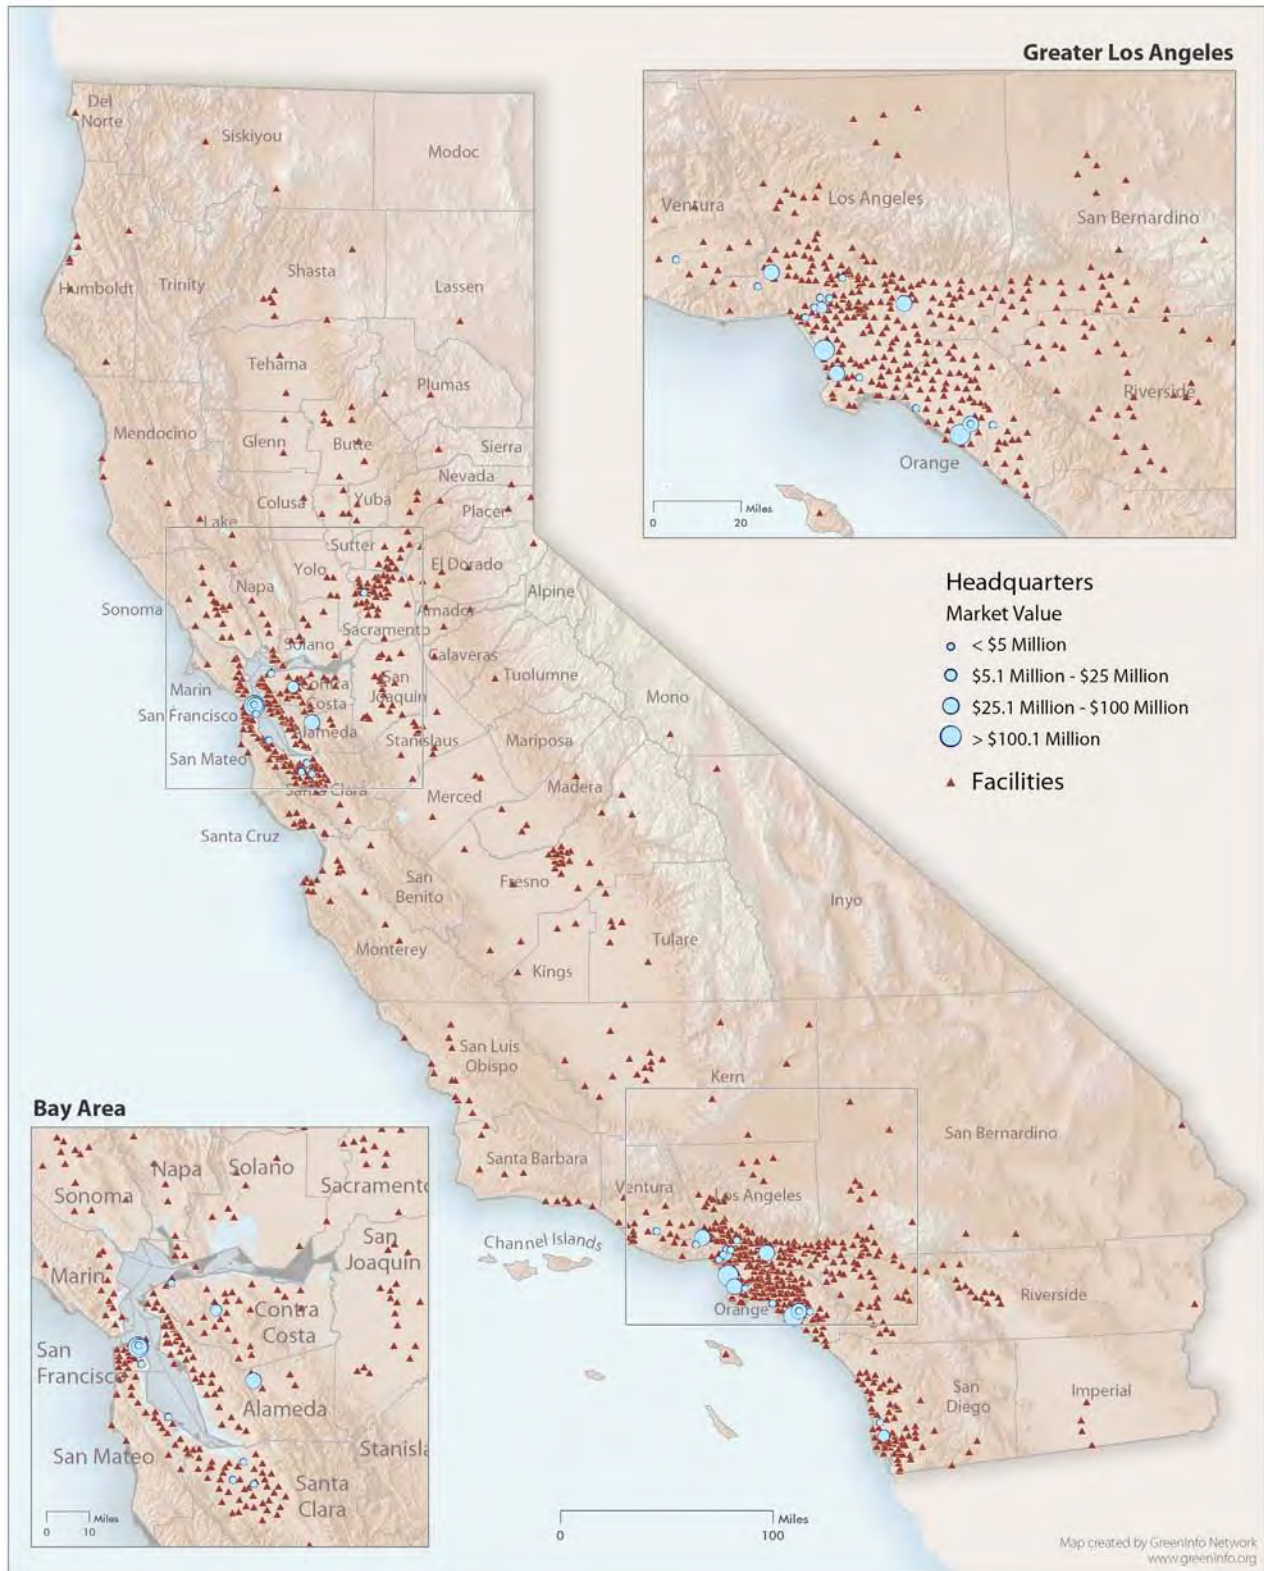 Greater Los Angeles
Ventura
Los Angeles
San Bernardino
Riverside
Orange
0
20
Miles
Headquarters
Market Value
< $5 Million
$5.1 Million - $25 Million
$25.1 Million - $100 Million
> $100.1 Million
Facilities
Del
Norte
Siskiyou
Modoc
Humboldt
Trinity
Shasta
Lassen
Tehama
Plumas
Mendocino
Glenn
Butte
Sierra
Nevada
Colusa
Yuba
Placer
Lake
Sutter
Yolo
El Dorado
Napa
Sonoma
Alpine
Amador
Sacramento
Solano
Calaveras
Tuolumne
Marin
Contra
Costa
San
Joaquin
Mono
San Francisco
Alameda
Stanislaus
Mariposa
San Mateo
Santa Clara
Merced
Madera
Santa Cruz
San
Benito
Fresno
Inyo
Monterey
Tulare
Kings
San Luis
Obispo
Kern
San Bernardino
Santa Barbara
Ventura
Los Angeles
Channel Islands
Orange
Riverside
San
Diego
Imperial
Bay Area
Napa
Solano
Sonoma
Sacramento
San
Joaquin
Marin
Contra
Costa
San
Francisco
Alameda
San Mateo
Stanisla
Santa
Clara
0
10
Miles
0
100
Miles
Map created by GreenInfo Network
www.greeninfo.org